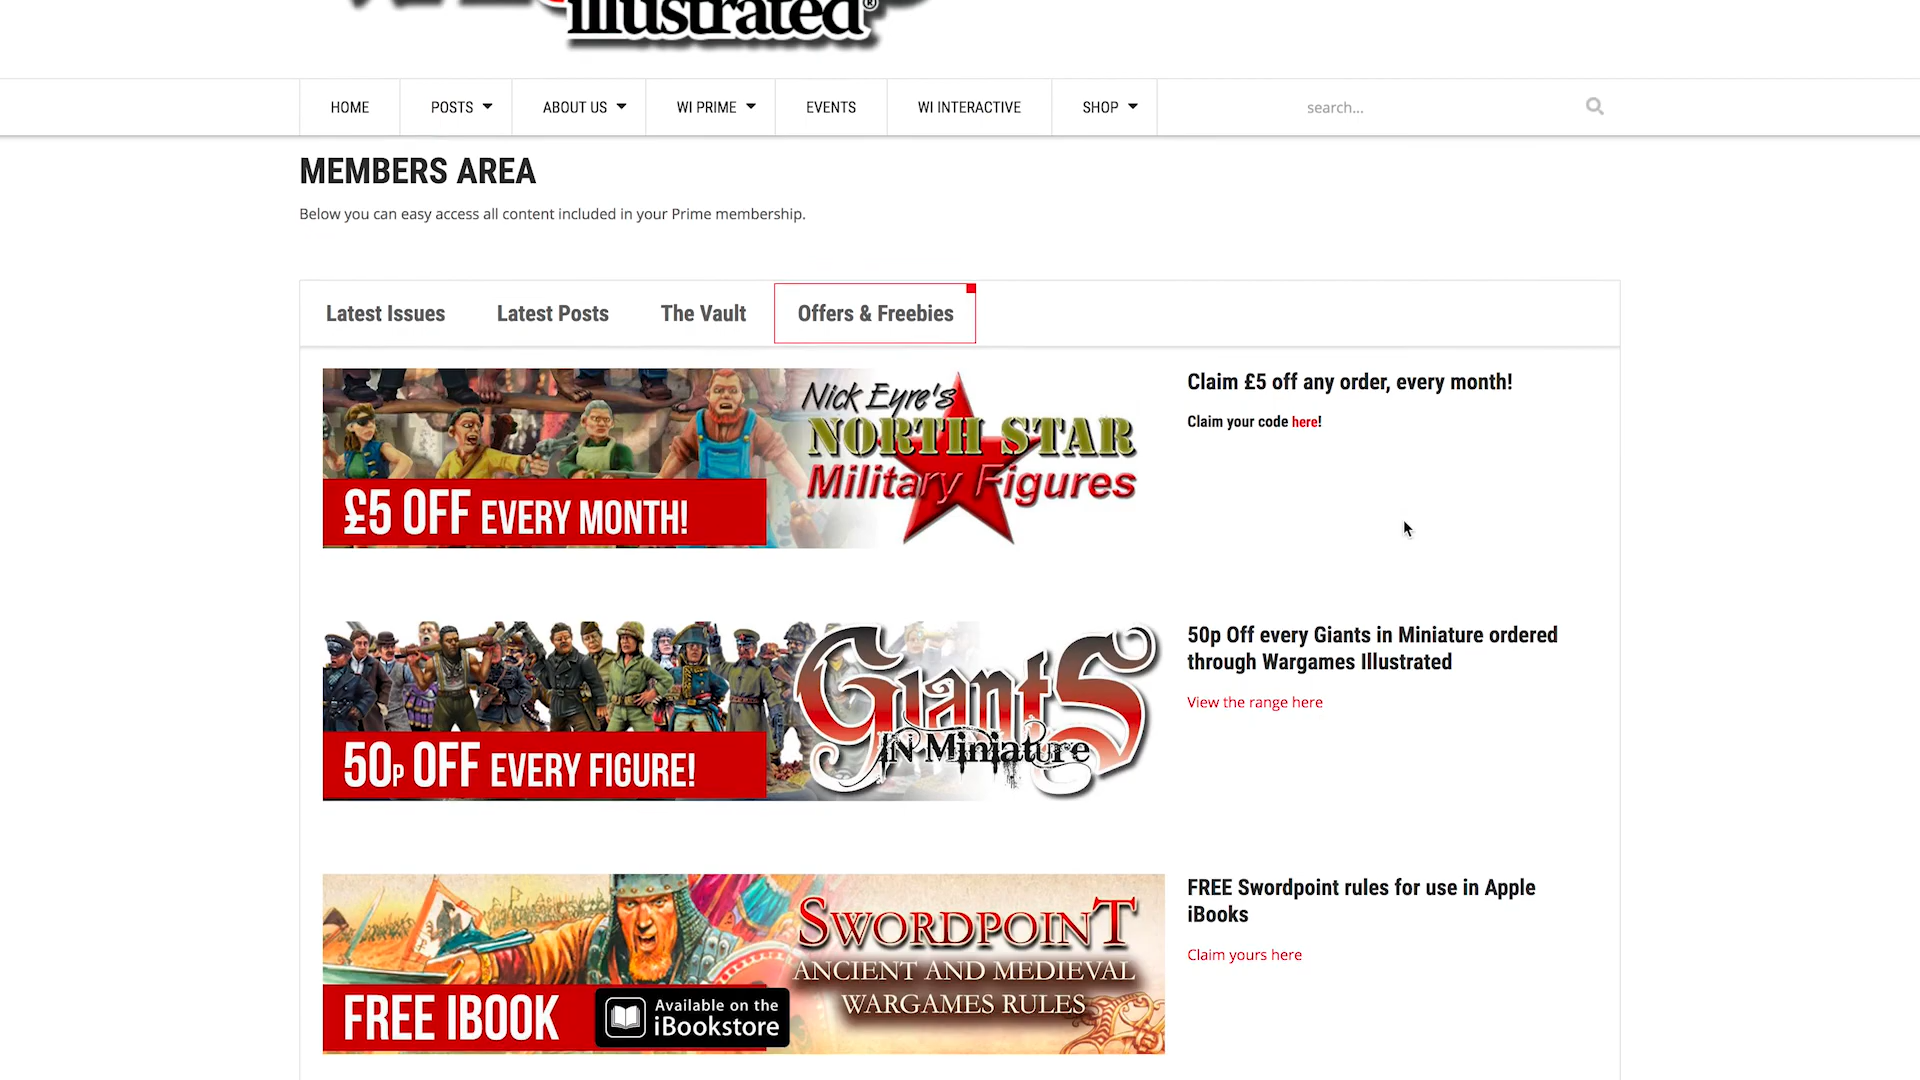 illustrated®
HOME
POSTS
ABOUT US
WI PRIME
EVENTS
WI INTERACTIVE
SHOP
search...
MEMBERS AREA
Below you can easy access all content included in your Prime membership.
Latest Issues
Latest Posts
The Vault
Offers & Freebies
Nick Eyre's
NORTH STAR
Military Figures
£5 OFF EVERY MONTH!
Claim £5 off any order, every month!
Claim your code here!
Giants
IN Miniature
50p OFF EVERY FIGURE!
50p Off every Giants in Miniature ordered
through Wargames Illustrated
View the range here
SWORDPOINT
ANCIENT AND MEDIEVAL
WARGAMES RULES
FREE IBOOK
Available on the
iBookstore
FREE Swordpoint rules for use in Apple
iBooks
Claim yours here